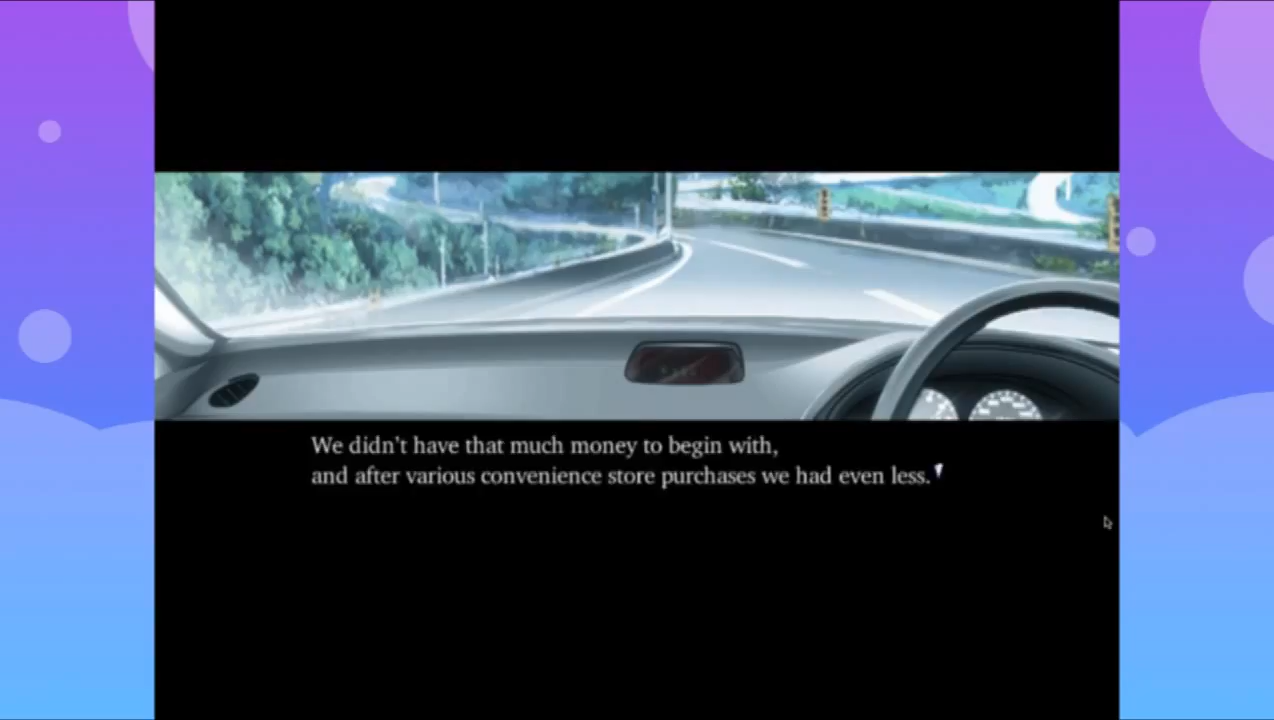 We didn't have that much money to begin with,
and after various convenience store purchases we had even less.